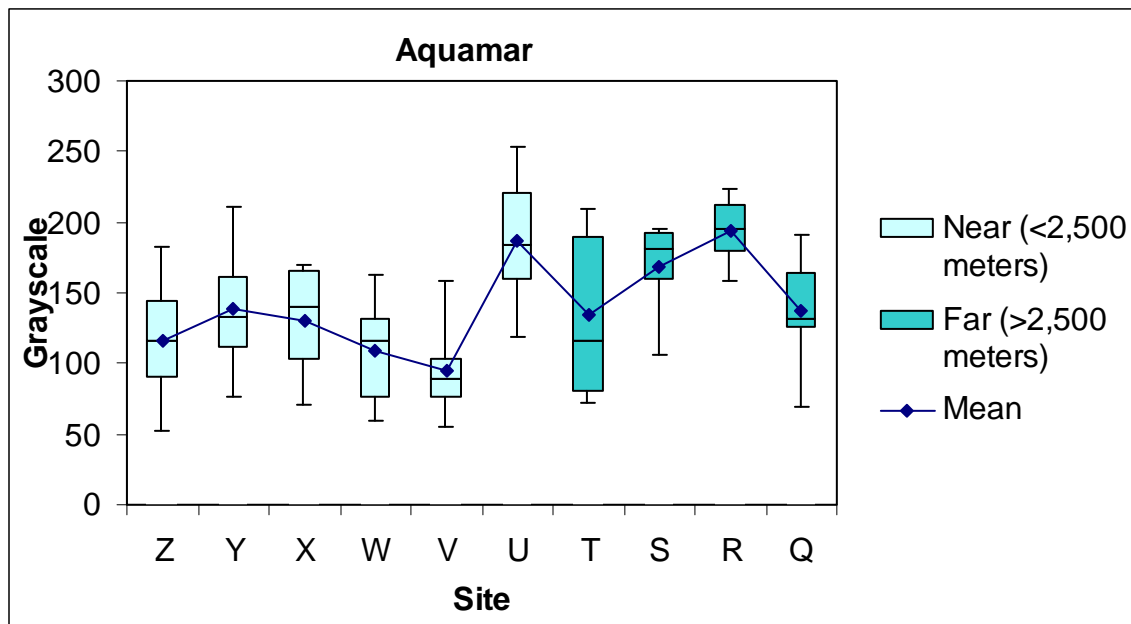 Aquamar
300
250
200
150
100
50
0
Grayscale
Z Y X W V U T S R Q
Site
Near (<2,500
meters)
Far (>2,500
meters)
Mean